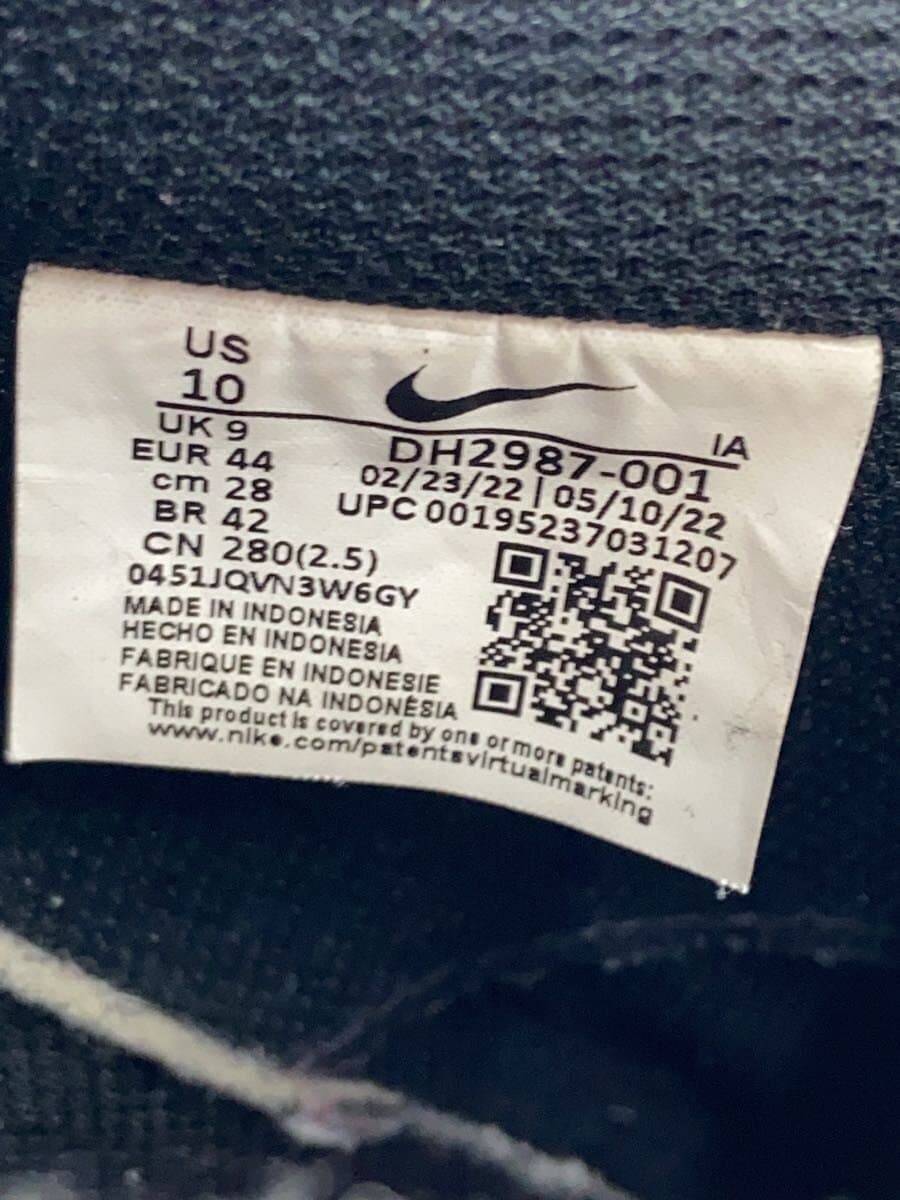 US
10
UK 9
EUR 44
cm 28
BR 42
CN 280(2.5)
0451JQVN3W6GY
IA
DH2987-001
02/23/22 | 05/10/22
UPC 00195237031207
MADE IN INDONESIA
HECHO EN INDONESIA
FABRIQUE EN INDONESIE
FABRICADO NA INDONÉSIA
This product is covered by one or more patents:
www.nike.com/patentsvirtualmarking